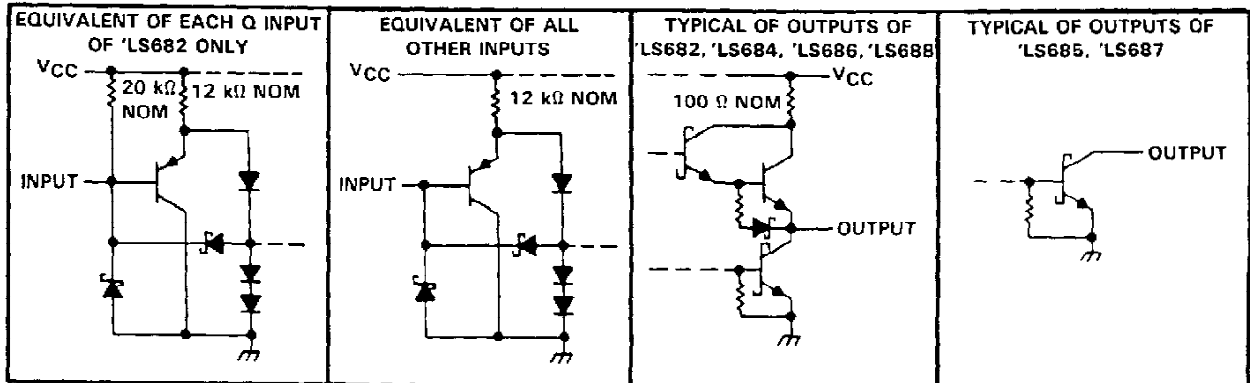 EQUIVALENT OF EACH Q INPUT
OF 'LS682 ONLY
VCC
20 kΩ
NOM
12 kΩ NOM
INPUT
EQUIVALENT OF ALL
OTHER INPUTS
VCC
12 kΩ NOM
INPUT
TYPICAL OF OUTPUTS OF
'LS682, 'LS684, 'LS686, 'LS688
VCC
100 Ω NOM
OUTPUT
TYPICAL OF OUTPUTS OF
'LS685, 'LS687
OUTPUT